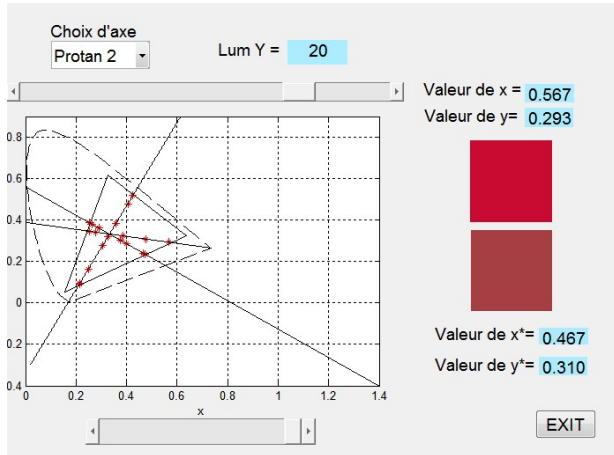 Choix d'axe
Protan 2
Lum Y = 20
Valeur de x = 0.567
Valeur de y= 0.293
0.8
0.6
0.4
0.2
0
0.2
0.4
0 0.2 0.4 0.6 0.8 1 1.2 1.4
x
Valeur de x*= 0.467
Valeur de y*= 0.310
EXIT